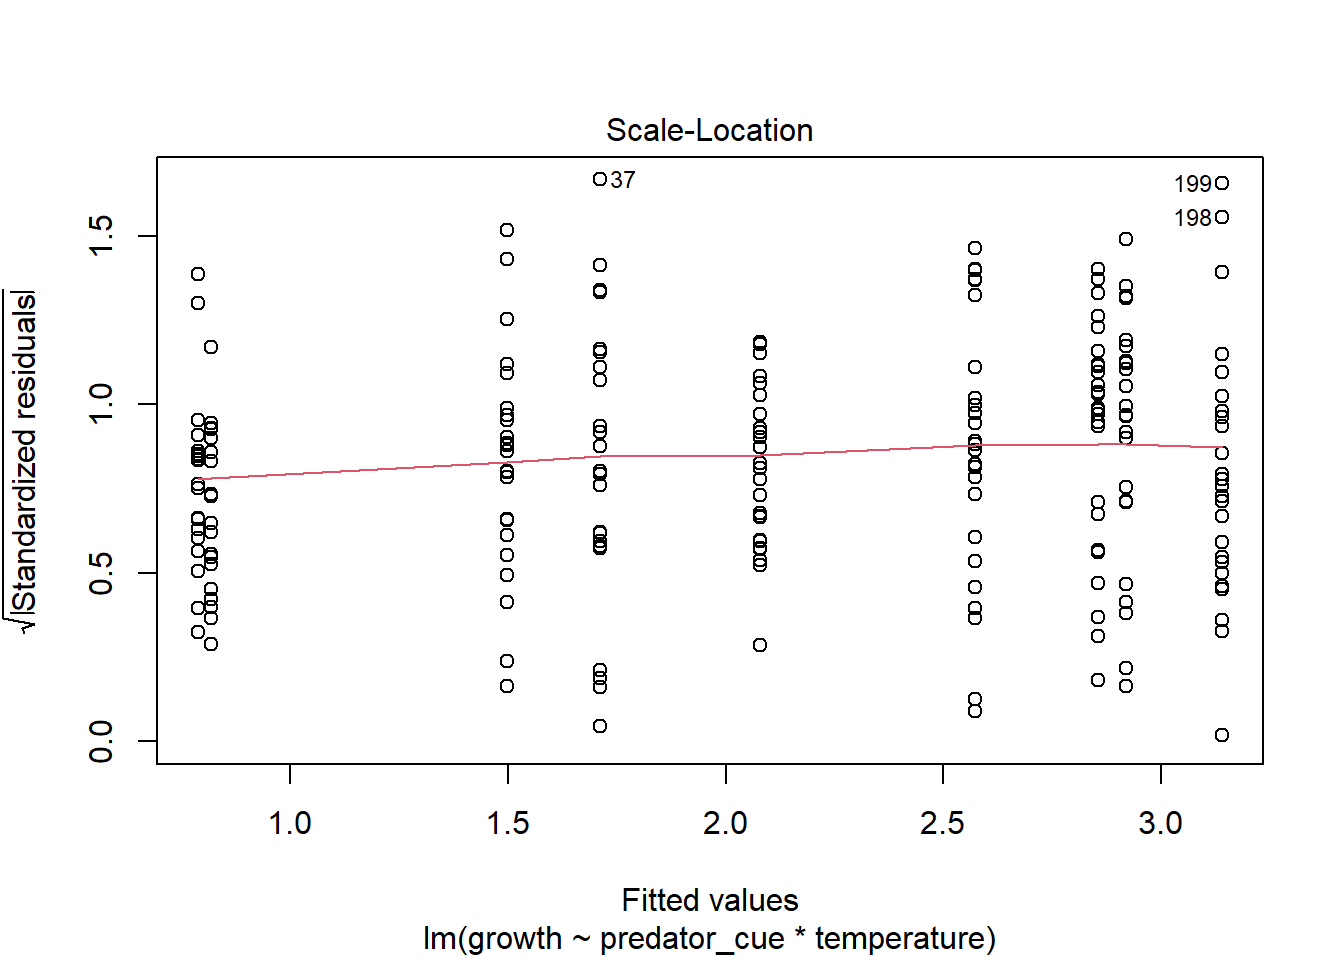 Scale-Location
37
199
198
1.5
1.0
0.5
0.0
√|Standardized residuals|
1.0 1.5 2.0 2.5 3.0
Fitted values
lm(growth ~ predator_cue * temperature)